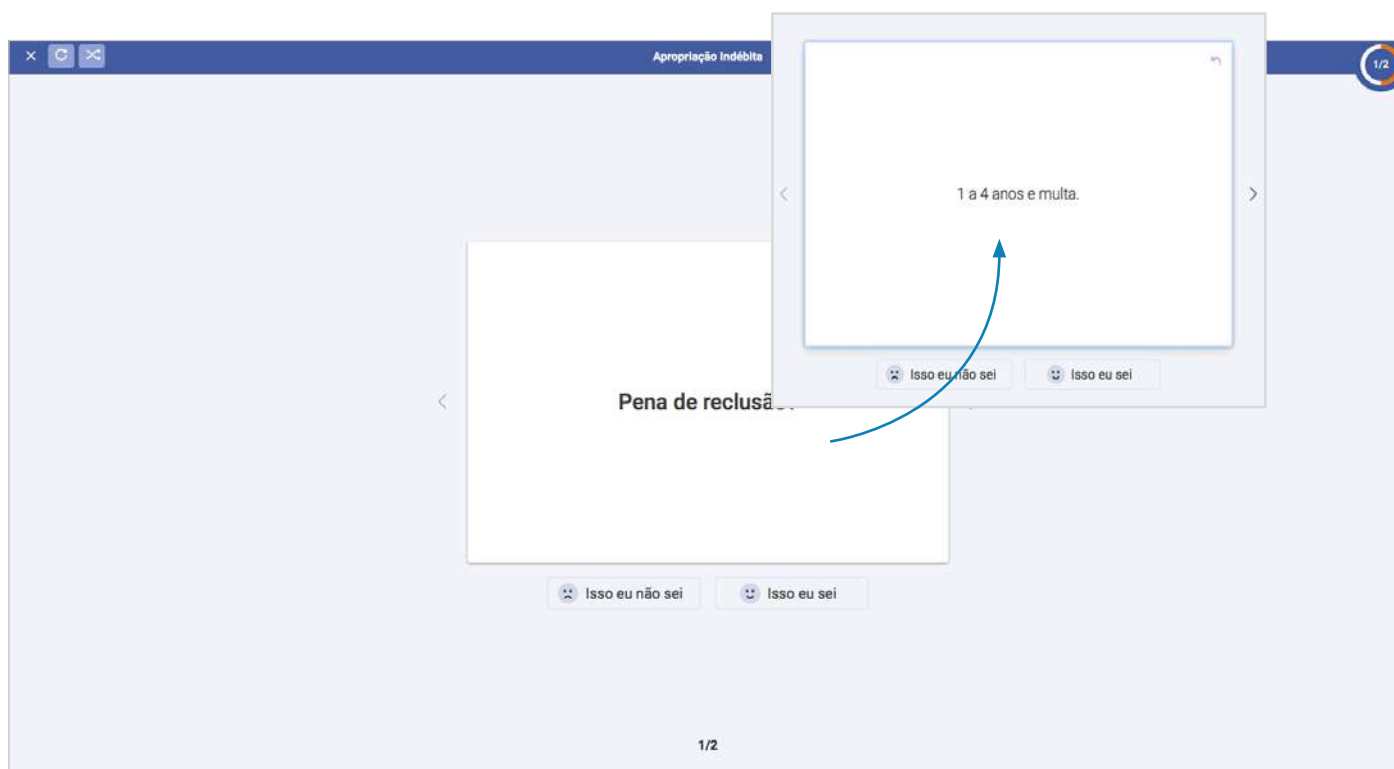 Apropriação Indébita
1/2
1 a 4 anos e multa.
Isso eu não sei
Isso eu sei
Pena de
Isso eu não sei
Isso eu sei
1/2